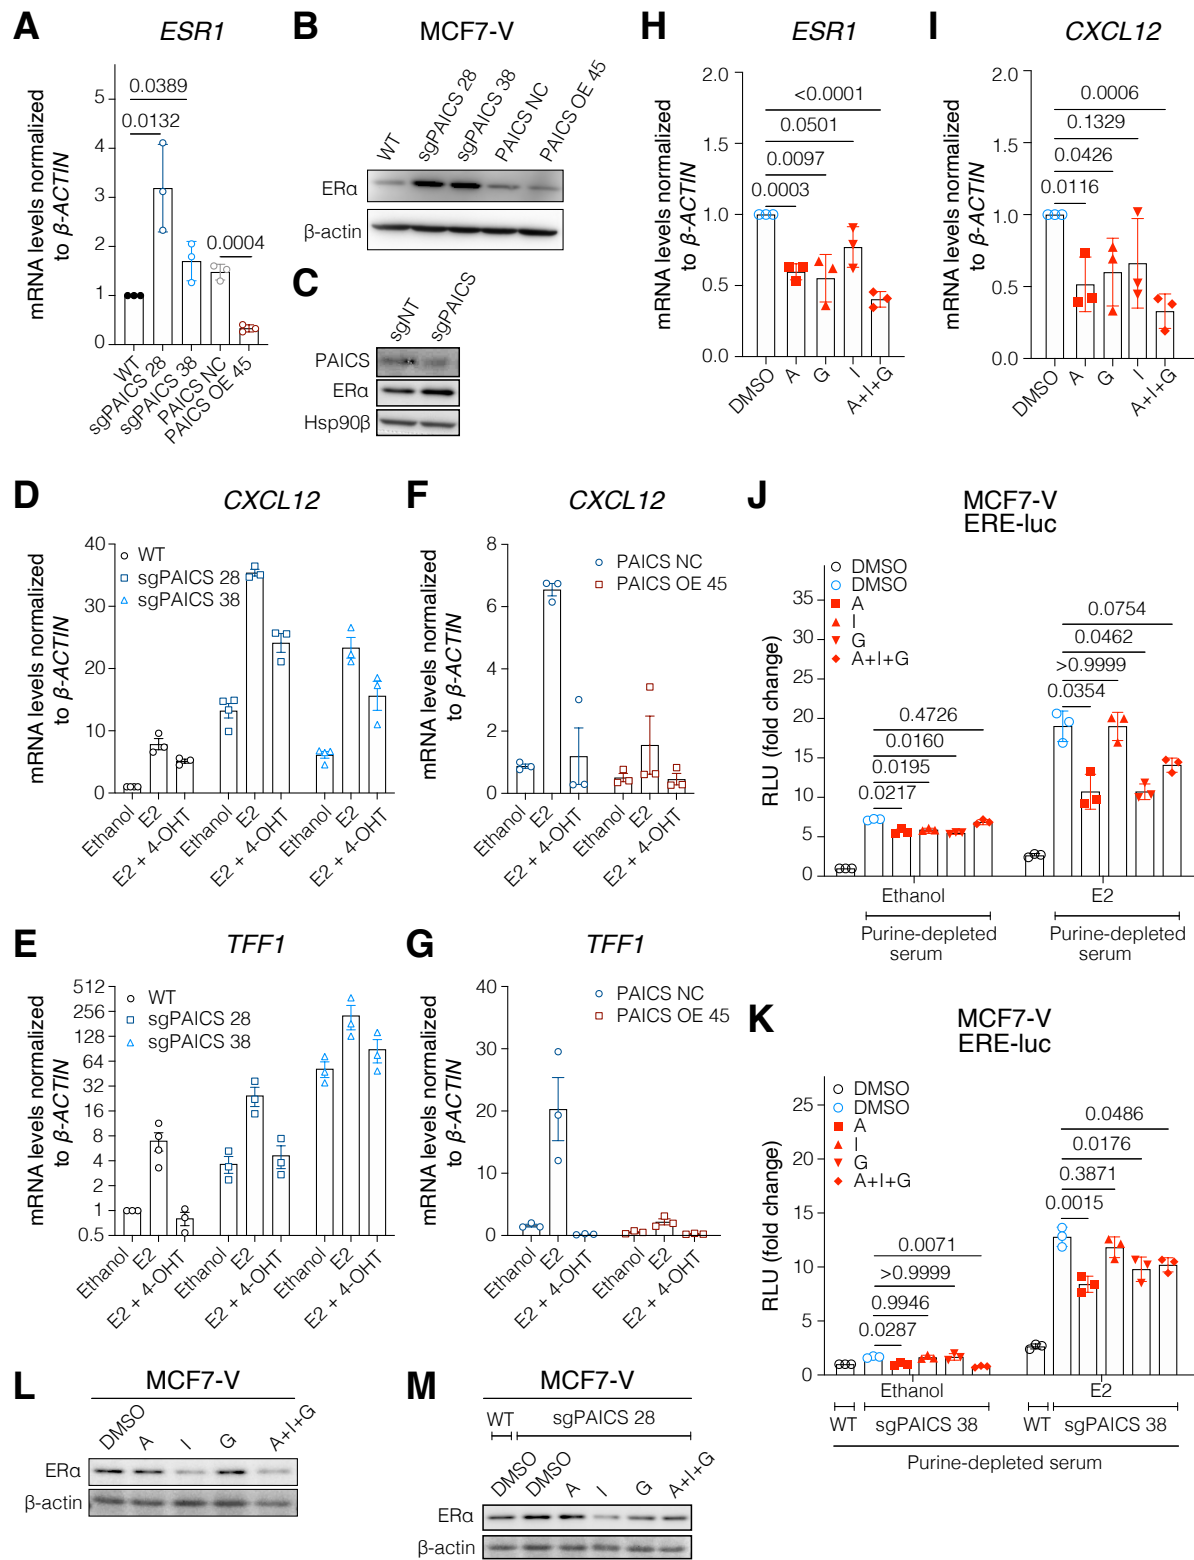 A
ESR1
mRNA levels normalized
to β-ACTIN
5
4
3
2
1
0
0.0389
0.0132
0.0004
WT
sgPAICS 28
sgPAICS 38
PAICS NC
PAICS OE 45
B
MCF7-V
WT
sgPAICS 28
sgPAICS 38
PAICS NC
PAICS OE 45
ERα
β-actin
C
sgNT
sgPAICS
PAICS
ERα
Hsp90β
H
ESR1
mRNA levels normalized
to β-ACTIN
2.0
1.5
1.0
0.5
0.0
<0.0001
0.0501
0.0097
0.0003
DMSO
A
G
I
A+I+G
I
CXCL12
mRNA levels normalized
to β-ACTIN
2.0
1.5
1.0
0.5
0.0
0.0006
0.1329
0.0426
0.0116
DMSO
A
G
I
A+I+G
D
CXCL12
mRNA levels normalized
to β-ACTIN
40
30
20
10
0
WT
sgPAICS 28
sgPAICS 38
Ethanol
E2
E2 + 4-OHT
Ethanol
E2
E2 + 4-OHT
Ethanol
E2
E2 + 4-OHT
F
CXCL12
mRNA levels normalized
to β-ACTIN
8
6
4
2
0
PAICS NC
PAICS OE 45
Ethanol
E2
E2 + 4-OHT
Ethanol
E2
E2 + 4-OHT
J
MCF7-V
ERE-luc
RLU (fold change)
35
30
25
20
15
10
5
0
DMSO
DMSO
A
I
G
A+I+G
0.4726
0.0160
0.0195
0.0217
0.0754
0.0462
>0.9999
0.0354
Ethanol
E2
Purine-depleted
serum
Purine-depleted
serum
E
TFF1
mRNA levels normalized
to β-ACTIN
512
256
128
64
32
16
8
4
2
1
0.5
WT
sgPAICS 28
sgPAICS 38
Ethanol
E2
E2 + 4-OHT
Ethanol
E2
E2 + 4-OHT
Ethanol
E2
E2 + 4-OHT
G
TFF1
mRNA levels normalized
to β-ACTIN
40
30
20
10
0
PAICS NC
PAICS OE 45
Ethanol
E2
E2 + 4-OHT
Ethanol
E2
E2 + 4-OHT
K
MCF7-V
ERE-luc
RLU (fold change)
25
20
15
10
5
0
DMSO
DMSO
A
I
G
A+I+G
0.0071
>0.9999
0.9946
0.0287
0.0486
0.0176
0.3871
0.0015
Ethanol
E2
WT
sgPAICS 38
WT
sgPAICS 38
Purine-depleted serum
L
MCF7-V
DMSO
A
I
G
A+I+G
ERα
β-actin
M
MCF7-V
WT
sgPAICS 28
DMSO
DMSO
A
I
G
A+I+G
ERα
β-actin